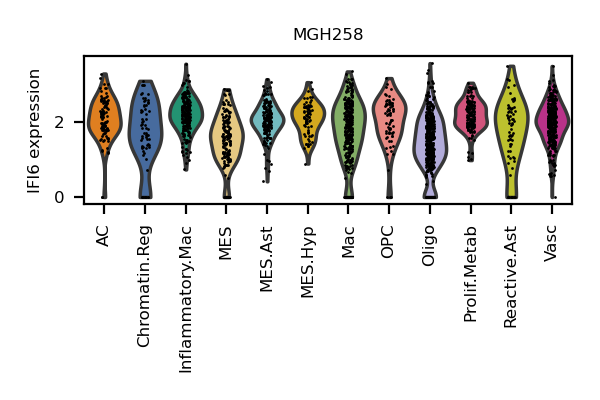 MGH258
IFI6 expression
2
0
AC
Chromatin.Reg
Inflammatory.Mac
MES
MES.Ast
MES.Hyp
Mac
OPC
Oligo
Prolif.Metab
Reactive.Ast
Vasc